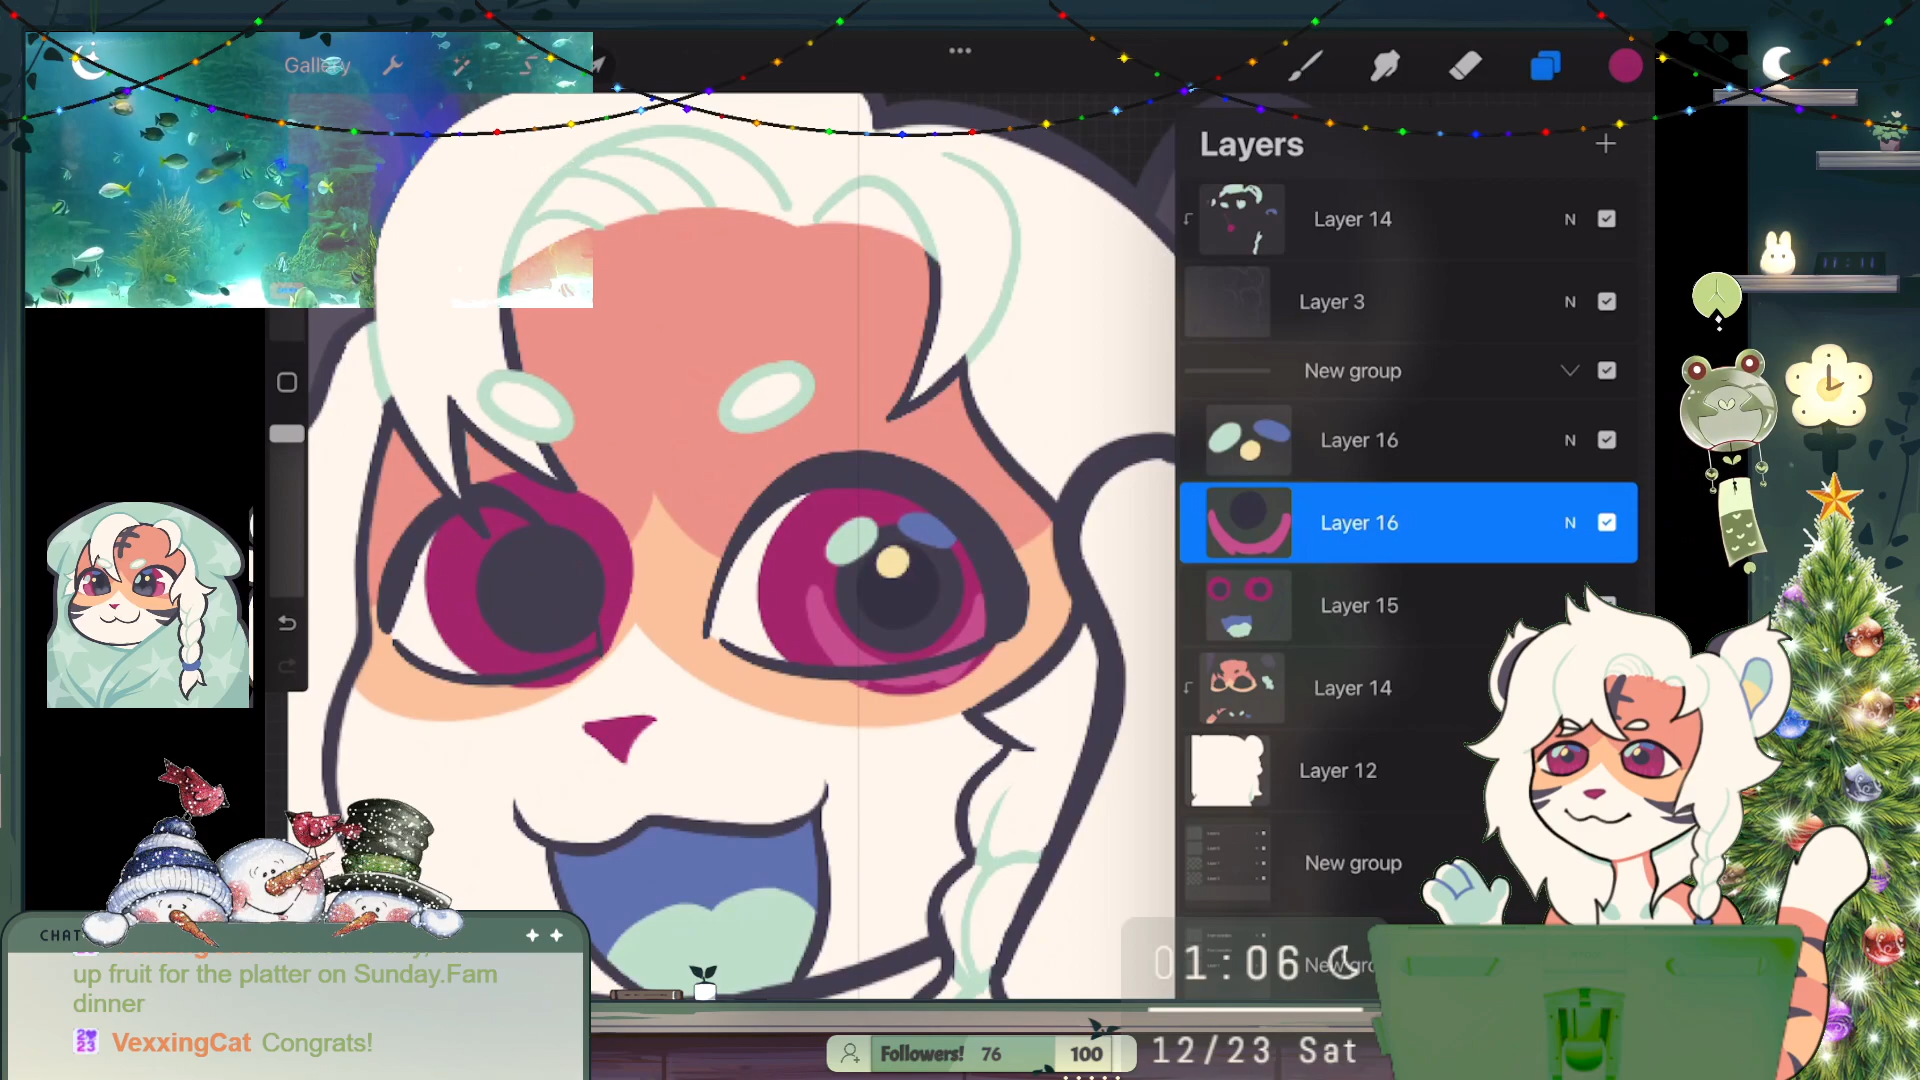 Gallery
Layers
Layer 14
N
Layer 3
N
New group
Layer 16
N
Layer 16
N
Layer 15
Layer 14
Layer 12
New group
New gro
01:06
12/23 Sat
CHAT
up fruit for the platter on Sunday.Fam
dinner
VexxingCat Congrats!
Followers! 76
100